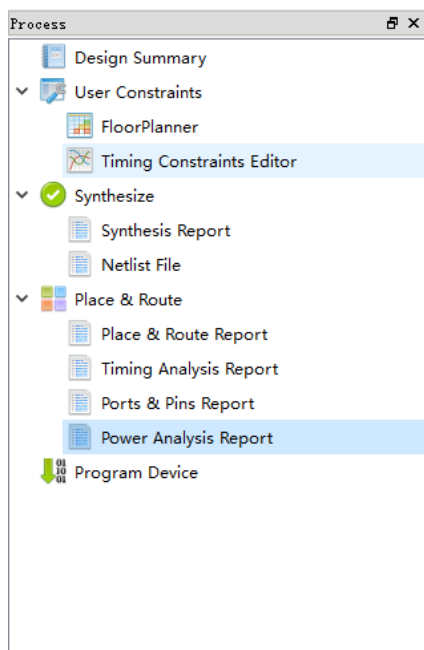 Process
Design Summary
User Constraints
FloorPlanner
Timing Constraints Editor
Synthesize
Synthesis Report
Netlist File
Place & Route
Place & Route Report
Timing Analysis Report
Ports & Pins Report
Power Analysis Report
Program Device